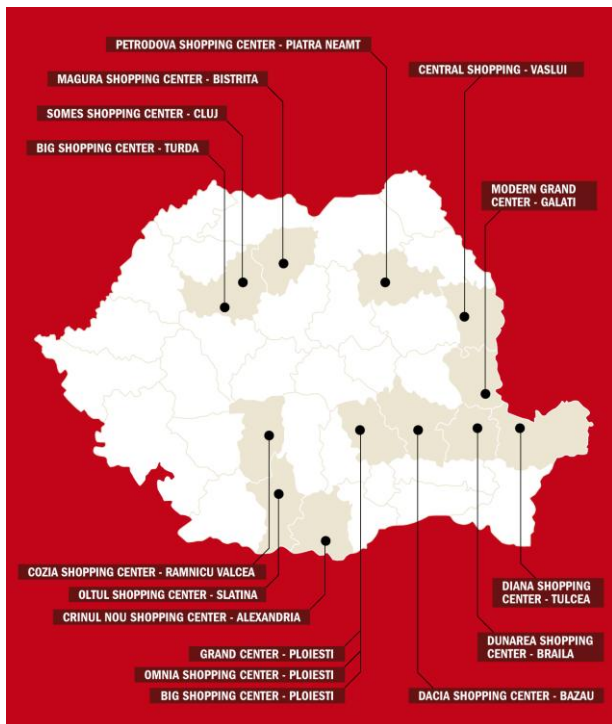 PETRODOVA SHOPPING CENTER - PIATRA NEAMT
MAGURA SHOPPING CENTER - BISTRITA
CENTRAL SHOPPING - VASLUI
SOMES SHOPPING CENTER - CLUJ
BIG SHOPPING CENTER - TURDA
MODERN GRAND
CENTER - GALATI
COZIA SHOPPING CENTER - RAMNICU VALCEA
OLTUL SHOPPING CENTER - SLATINA
CRINUL NOU SHOPPING CENTER - ALEXANDRIA
DIANA SHOPPING
CENTER - TULCEA
GRAND CENTER - PLOIESTI
OMNIA SHOPPING CENTER - PLOIESTI
BIG SHOPPING CENTER - PLOIESTI
DUNAREA SHOPPING
CENTER - BRAILA
DACIA SHOPPING CENTER - BAZAU